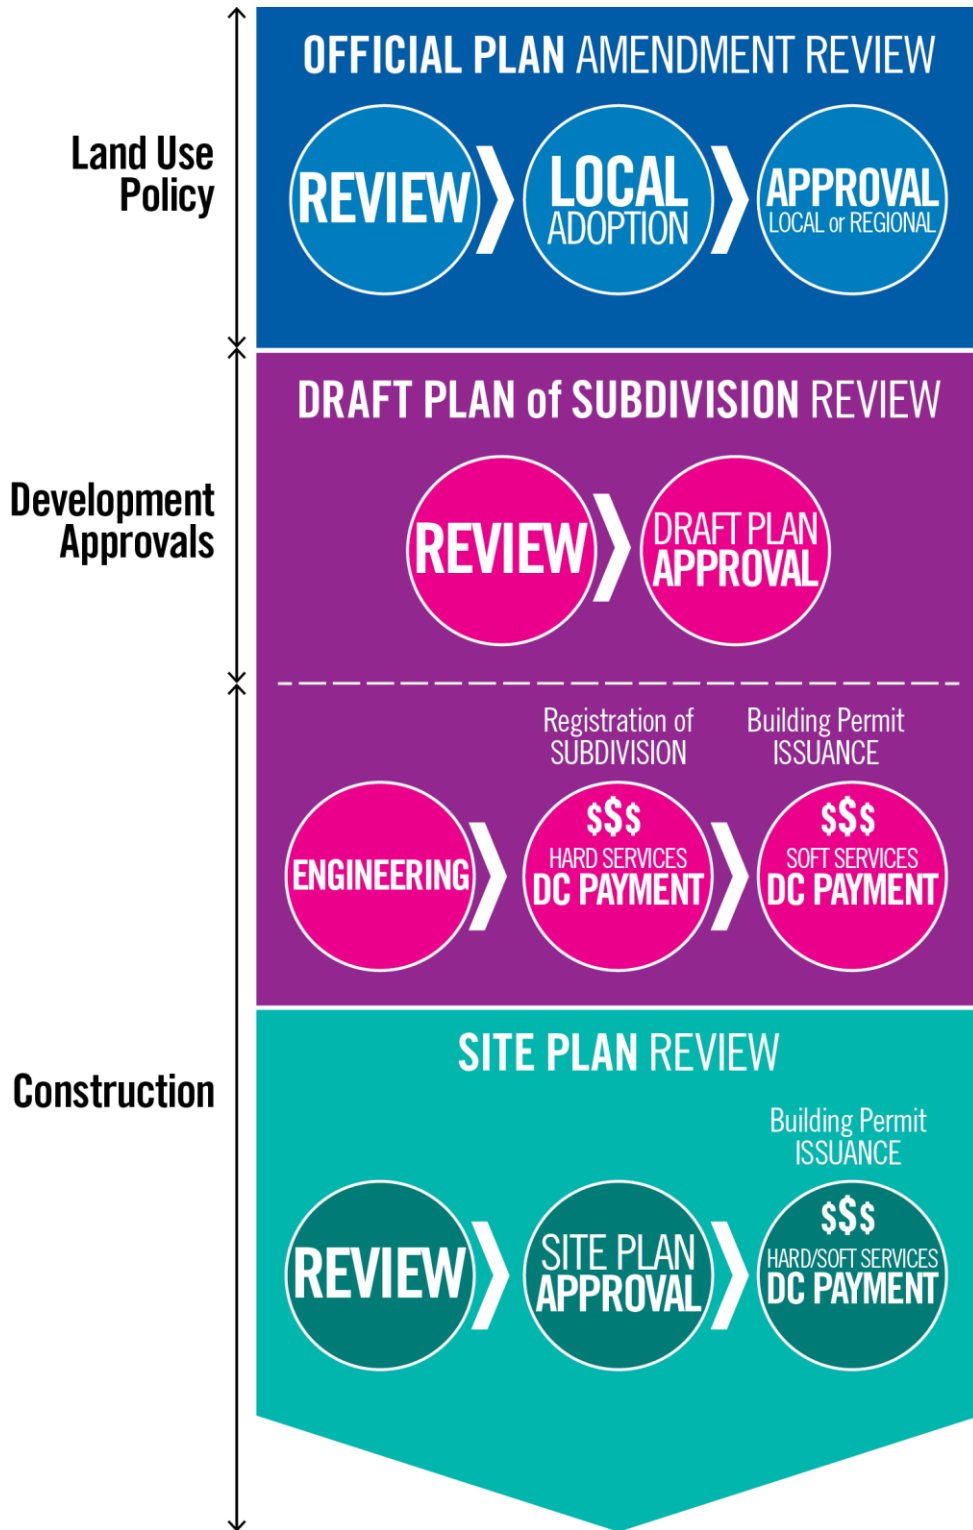 OFFICIAL PLAN AMENDMENT REVIEW
Land Use
Policy
REVIEW
LOCAL
ADOPTION
APPROVAL
LOCAL or REGIONAL
DRAFT PLAN of SUBDIVISION REVIEW
Development
Approvals
REVIEW
DRAFT PLAN
APPROVAL
Registration of
SUBDIVISION
Building Permit
ISSUANCE
ENGINEERING
$$$
HARD SERVICES
DC PAYMENT
$$$
SOFT SERVICES
DC PAYMENT
Construction
SITE PLAN REVIEW
Building Permit
ISSUANCE
REVIEW
SITE PLAN
APPROVAL
$$$
HARD/SOFT SERVICES
DC PAYMENT